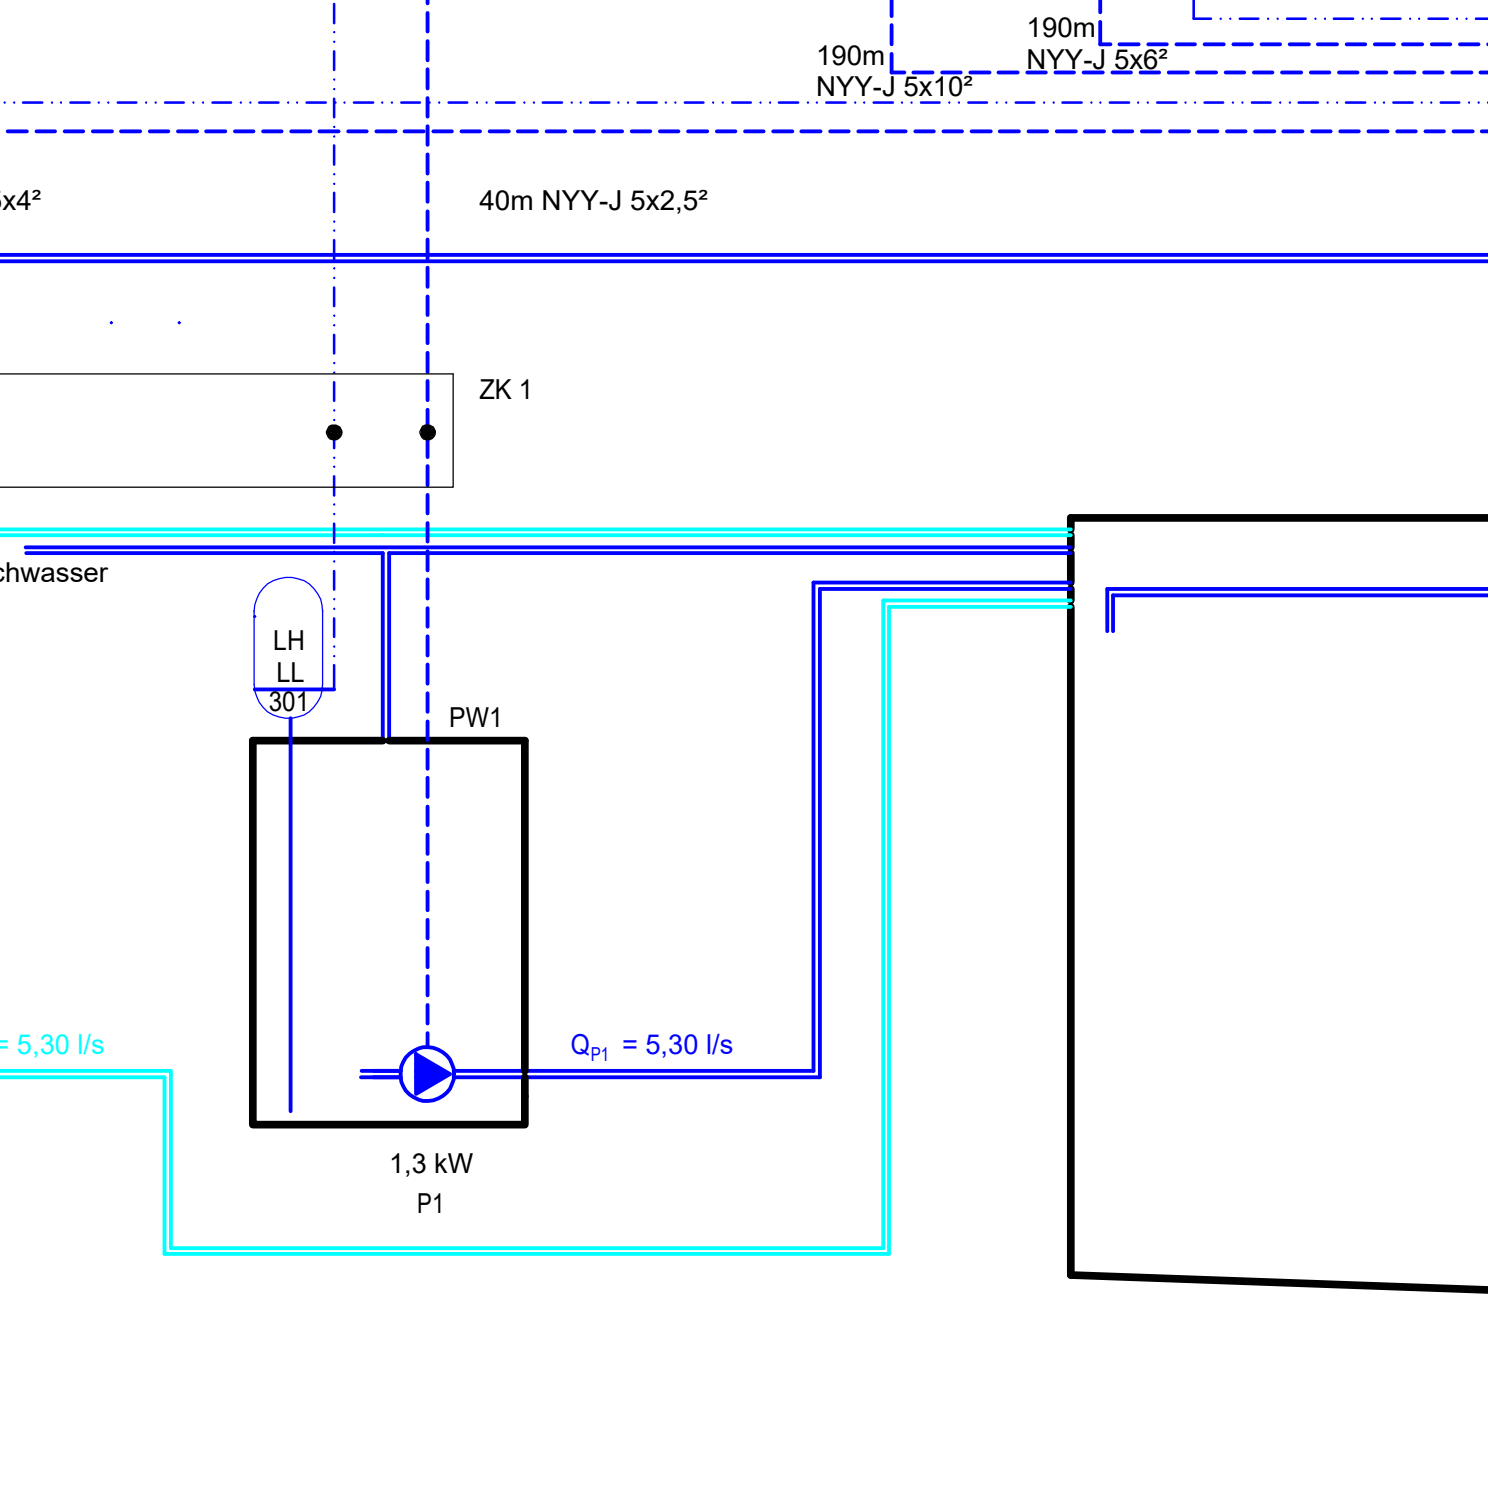 190m
NYY-J 5x6²
190m
NYY-J 5x10²
5x4²
40m NYY-J 5x2,5²
ZK 1
chwasser
LH
LL
301
PW1
= 5,30 l/s
QP1 = 5,30 l/s
1,3 kW
P1